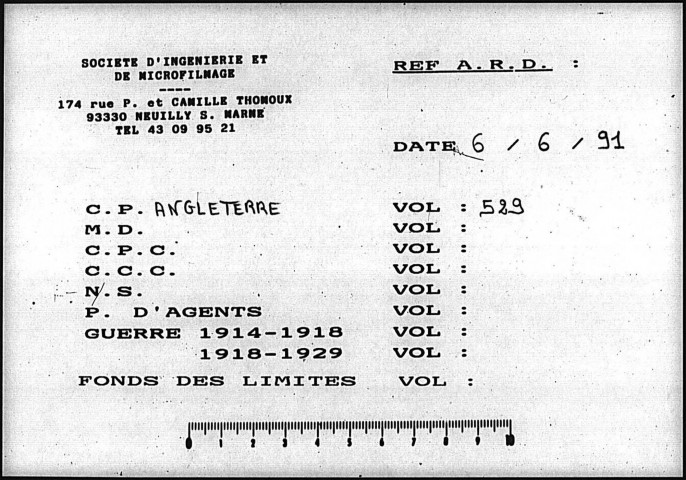 SOCIETE D'INGENIERIE ET
DE MICROFILMAGE
----
174 rue P. et CAMILLE THOMOUX
93330 NEUILLY S. MARNE
TEL 43 09 95 21
REF A.R.D. :
DATE 6 / 6 / 91
C.P. ANGLETERRE VOL : 529
M.D. VOL :
C.P.C. VOL :
C.C.C. VOL :
N.S. VOL :
P. D'AGENTS VOL :
GUERRE 1914-1918 VOL :
1918-1929 VOL :
FONDS DES LIMITES VOL :
0 1 2 3 4 5 6 7 8 9 10